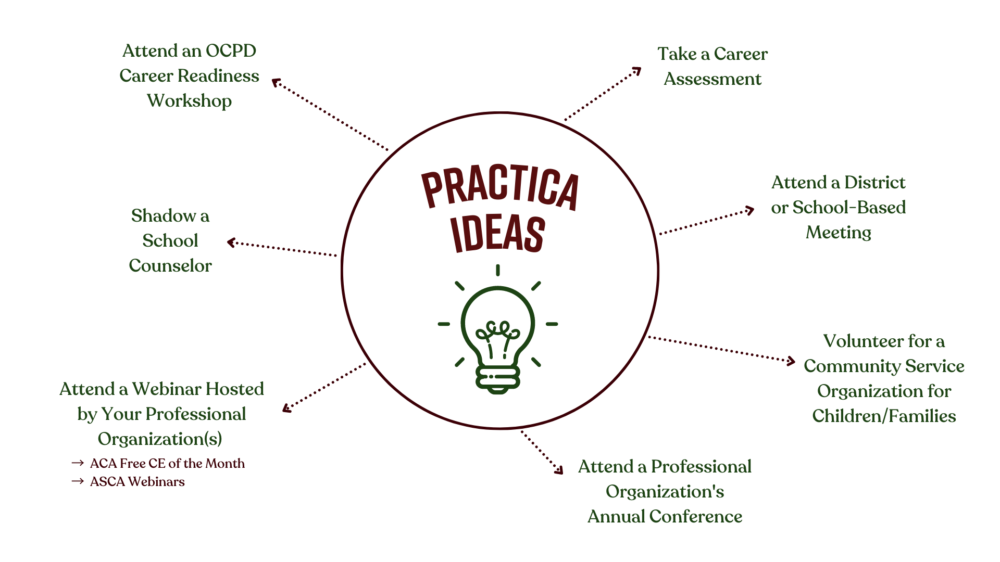 PRACTICA
IDEAS
Attend an OCPD
Career Readiness
Workshop
Take a Career
Assessment
Attend a District
or School-Based
Meeting
Volunteer for a
Community Service
Organization for
Children/Families
Attend a Professional
Organization's
Annual Conference
Attend a Webinar Hosted
by Your Professional
Organization(s)
→ ACA Free CE of the Month
→ ASCA Webinars
Shadow a
School
Counselor